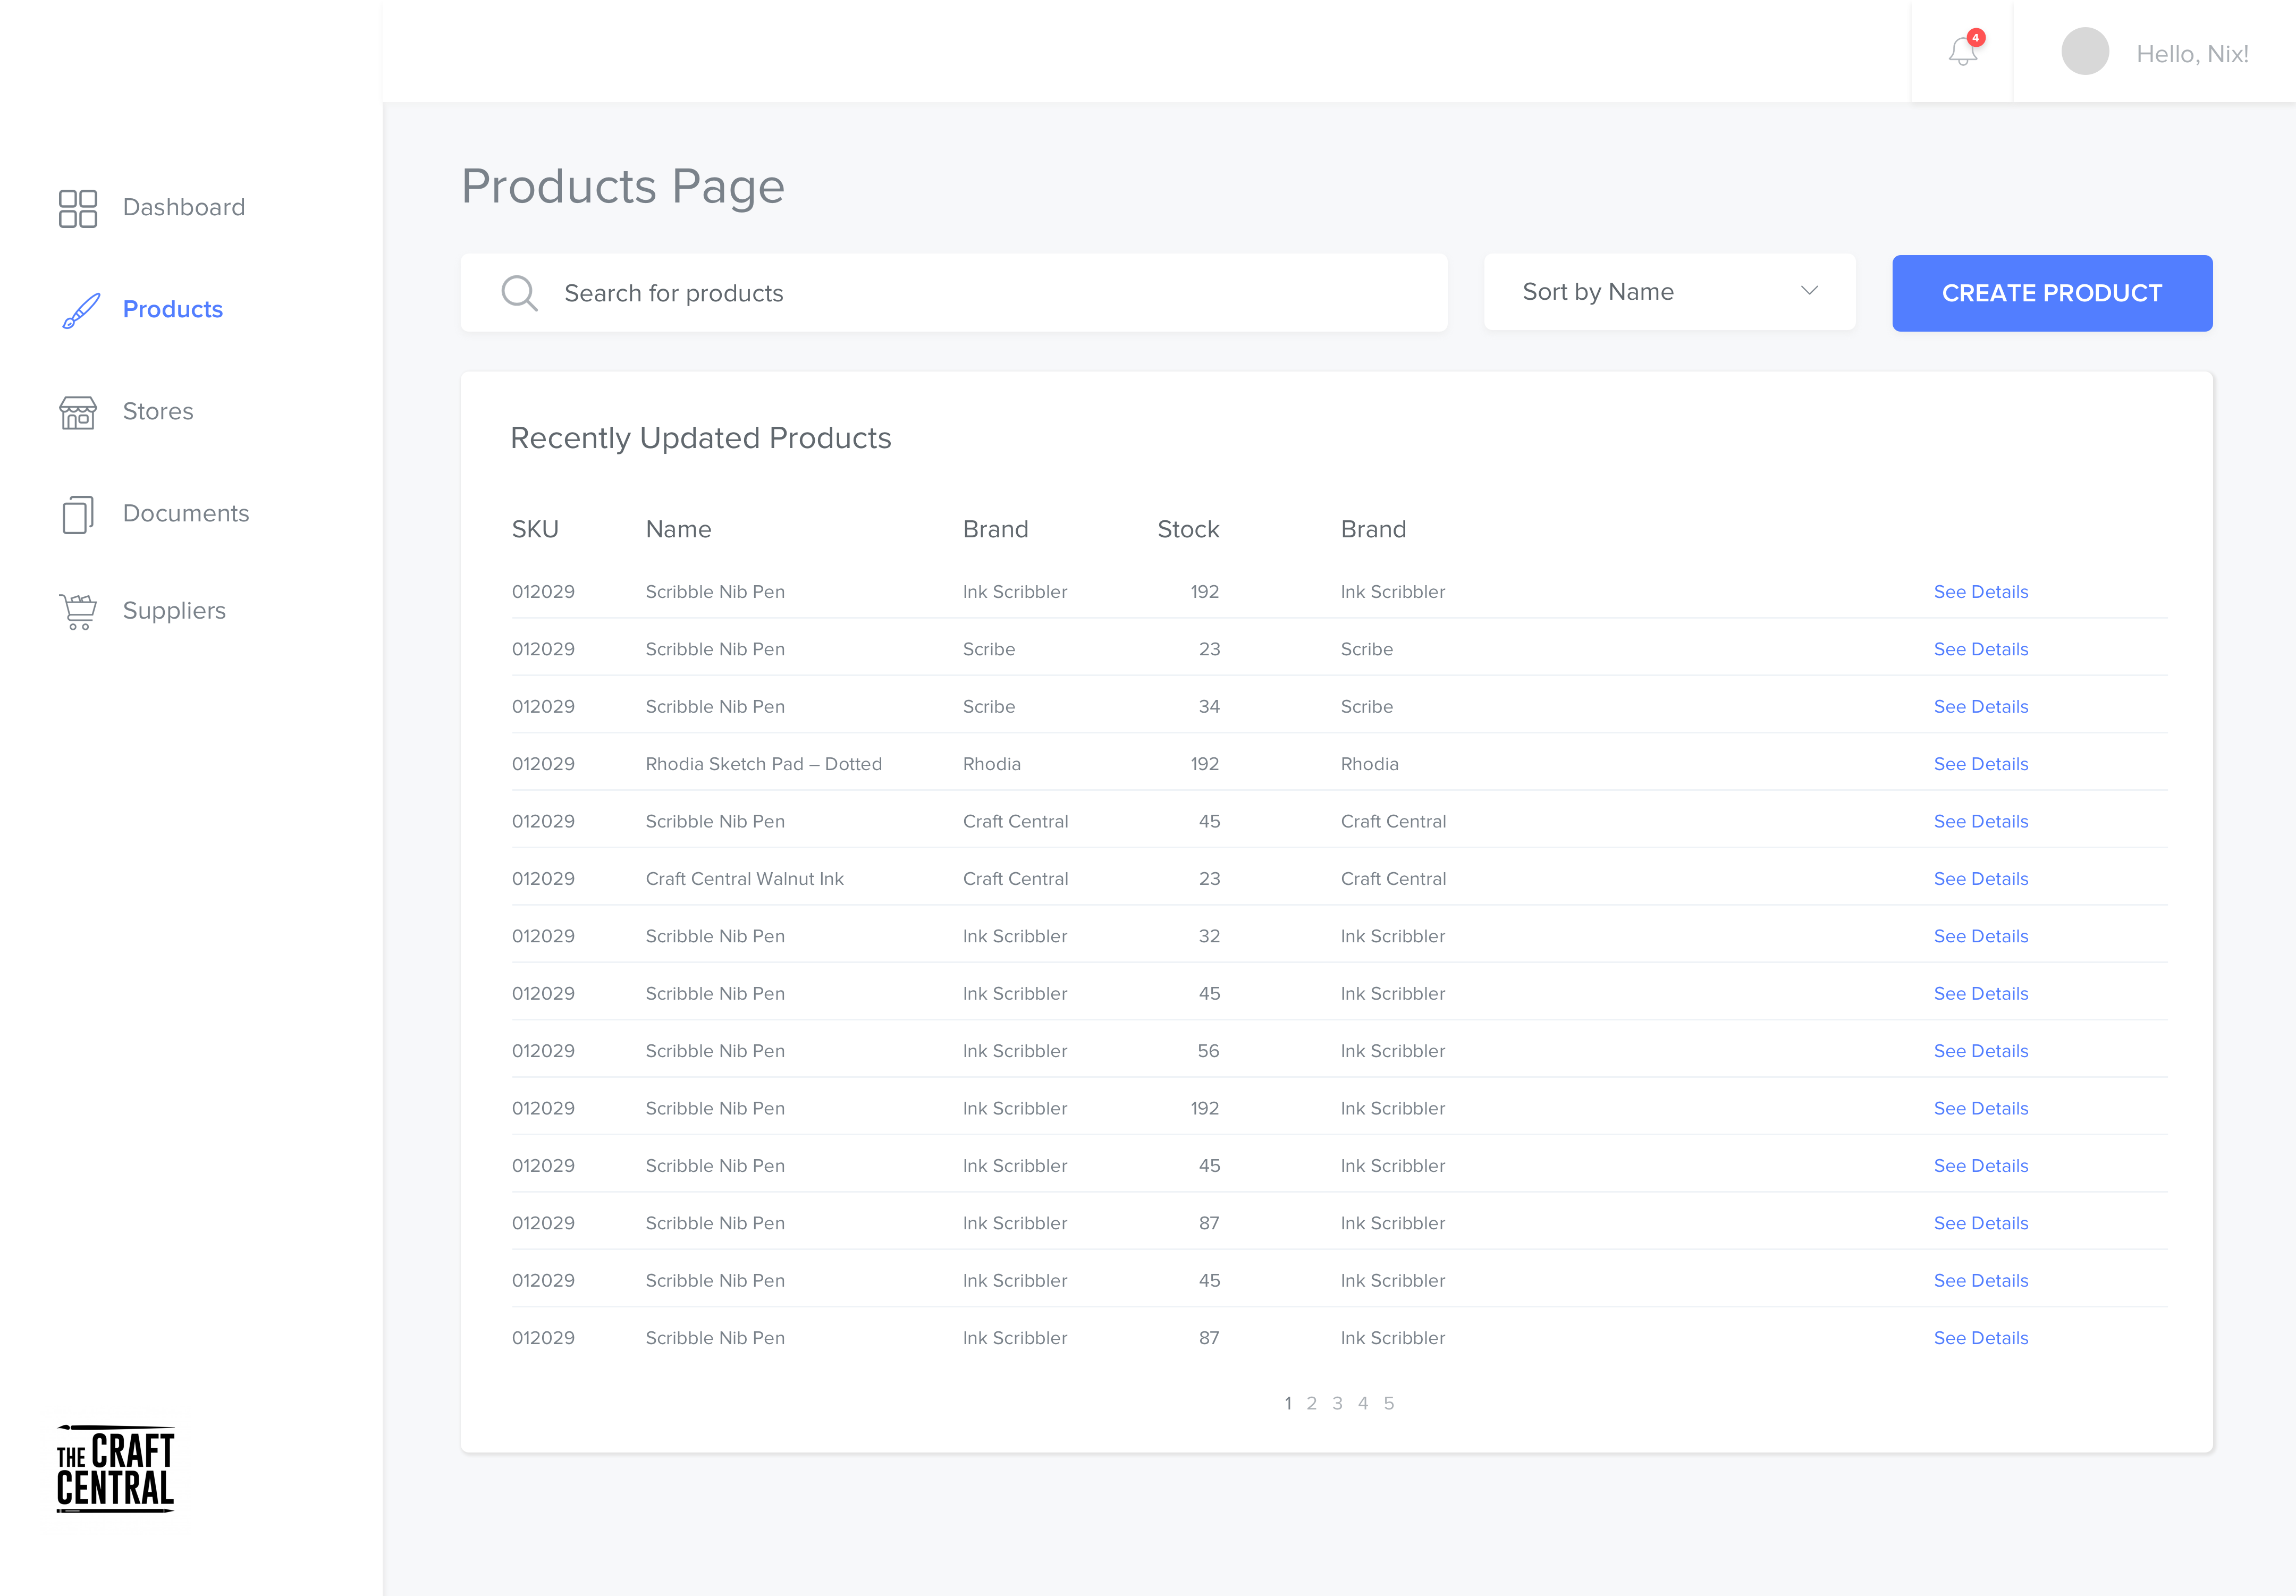 4
Hello, Nix!
Dashboard
Products
Stores
Documents
Suppliers
THE CRAFT
CENTRAL
Products Page
Search for products
Sort by Name
CREATE PRODUCT
Recently Updated Products
SKU Name Brand Stock Brand
012029 Scribble Nib Pen Ink Scribbler 192 Ink Scribbler See Details
012029 Scribble Nib Pen Scribe 23 Scribe See Details
012029 Scribble Nib Pen Scribe 34 Scribe See Details
012029 Rhodia Sketch Pad – Dotted Rhodia 192 Rhodia See Details
012029 Scribble Nib Pen Craft Central 45 Craft Central See Details
012029 Craft Central Walnut Ink Craft Central 23 Craft Central See Details
012029 Scribble Nib Pen Ink Scribbler 32 Ink Scribbler See Details
012029 Scribble Nib Pen Ink Scribbler 45 Ink Scribbler See Details
012029 Scribble Nib Pen Ink Scribbler 56 Ink Scribbler See Details
012029 Scribble Nib Pen Ink Scribbler 192 Ink Scribbler See Details
012029 Scribble Nib Pen Ink Scribbler 45 Ink Scribbler See Details
012029 Scribble Nib Pen Ink Scribbler 87 Ink Scribbler See Details
012029 Scribble Nib Pen Ink Scribbler 45 Ink Scribbler See Details
012029 Scribble Nib Pen Ink Scribbler 87 Ink Scribbler See Details
1 2 3 4 5